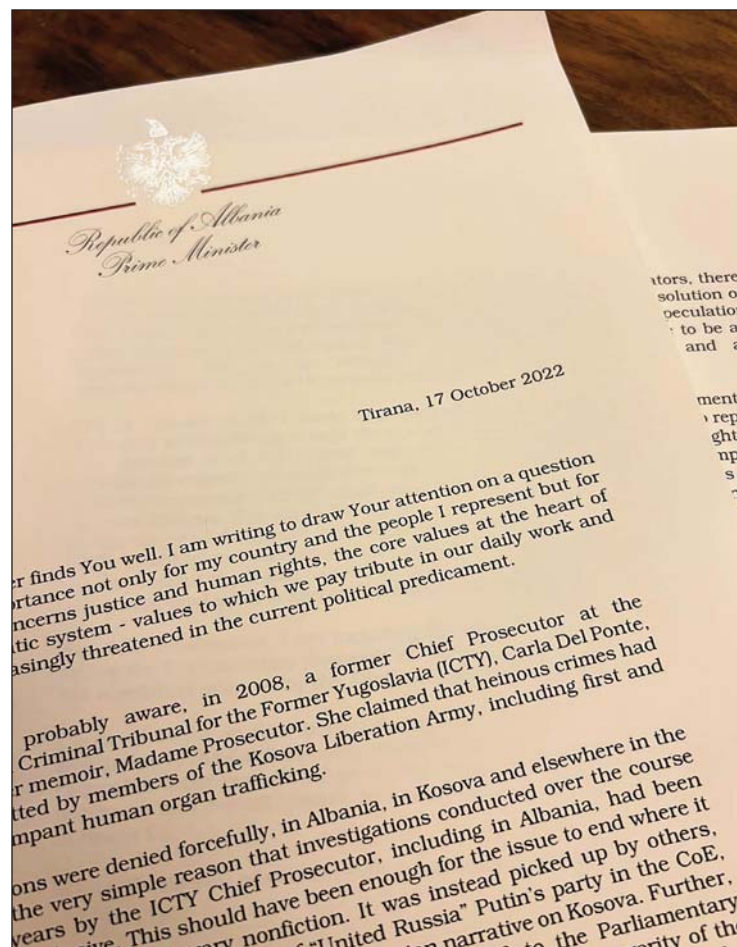 Republic of Albania
Prime Minister
Tirana, 17 October 2022
er finds You well. I am writing to draw Your attention on a question
rtance not only for my country and the people I represent but for
ncerns justice and human rights, the core values at the heart of
tic system - values to which we pay tribute in our daily work and
asingly threatened in the current political predicament.
probably aware, in 2008, a former Chief Prosecutor at the
Criminal Tribunal for the Former Yugoslavia (ICTY), Carla Del Ponte,
r memoir, Madame Prosecutor. She claimed that heinous crimes had
tted by members of the Kosova Liberation Army, including first and
mpant human organ trafficking.
ons were denied forcefully, in Albania, in Kosova and elsewhere in the
the very simple reason that investigations conducted over the course
years by the ICTY Chief Prosecutor, including in Albania, had been
This should have been enough for the issue to end where it
nonfiction. It was instead picked up by others,
"United Russia" Putin's party in the CoE,
narrative on Kosova. Further,
the Parliamentary
of the
tors, there
solution o
peculatio
to be a
and a
ment
rep
ght
mp
s